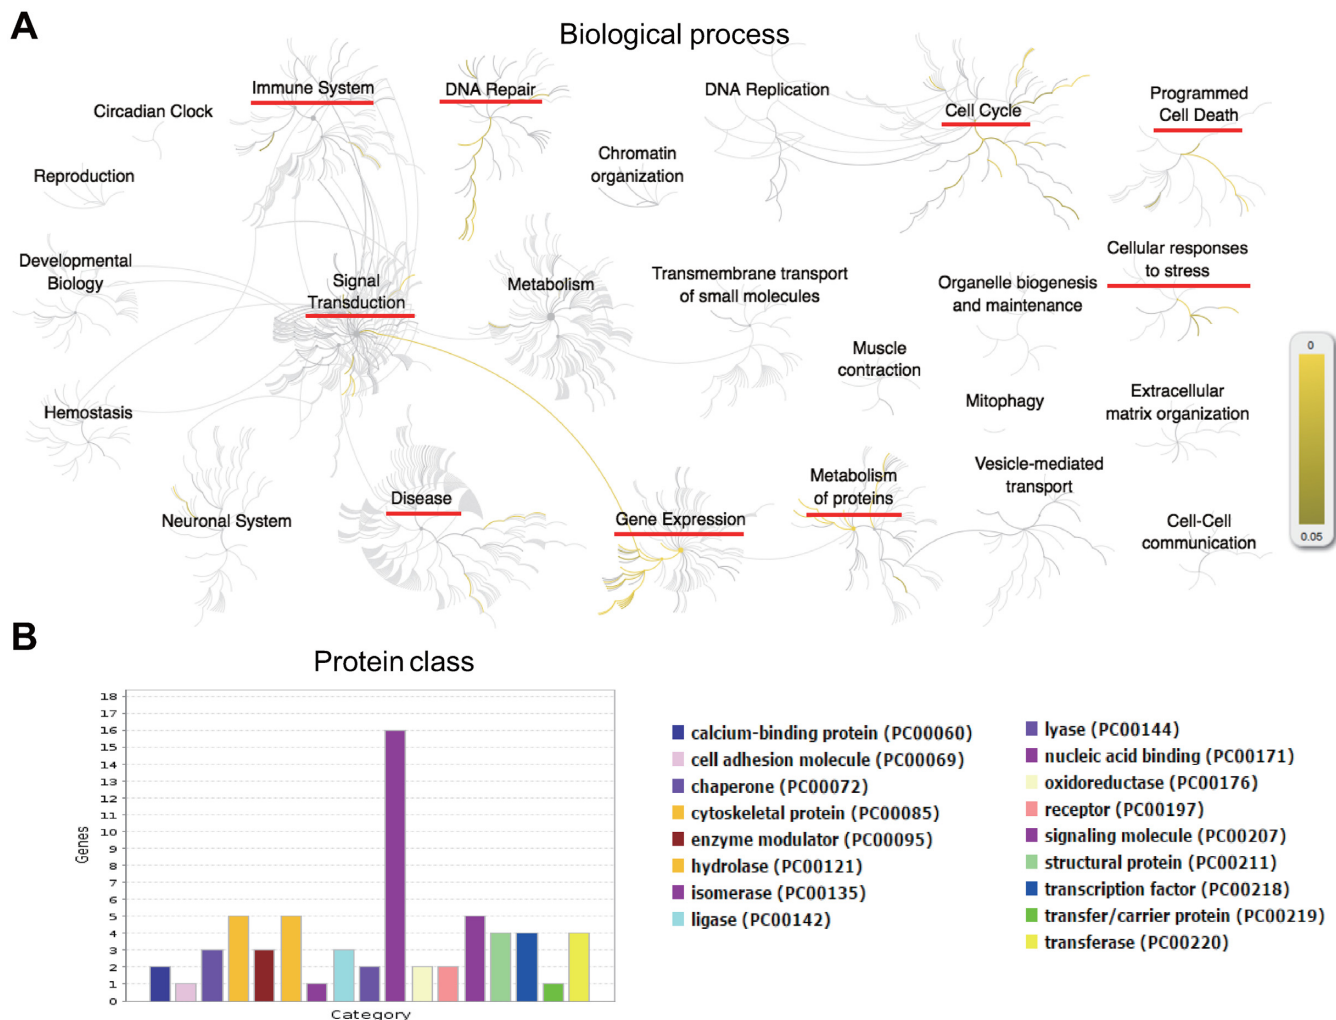 A
Biological process
Immune System
DNA Repair
DNA Replication
Cell Cycle
Programmed
Cell Death
Circadian Clock
Chromatin
organization
Reproduction
Developmental
Biology
Signal
Transduction
Metabolism
Transmembrane transport
of small molecules
Organelle biogenesis
and maintenance
Cellular responses
to stress
Muscle
contraction
Mitophagy
Extracellular
matrix organization
Hemostasis
Neuronal System
Disease
Gene Expression
Metabolism
of proteins
Vesicle-mediated
transport
Cell-Cell
communication
0
0.05
B
Protein class
18
17
16
15
14
13
12
11
10
9
8
7
6
5
4
3
2
1
0
Genes
Category
calcium-binding protein (PC00060)
cell adhesion molecule (PC00069)
chaperone (PC00072)
cytoskeletal protein (PC00085)
enzyme modulator (PC00095)
hydrolase (PC00121)
isomerase (PC00135)
ligase (PC00142)
lyase (PC00144)
nucleic acid binding (PC00171)
oxidoreductase (PC00176)
receptor (PC00197)
signaling molecule (PC00207)
structural protein (PC00211)
transcription factor (PC00218)
transfer/carrier protein (PC00219)
transferase (PC00220)